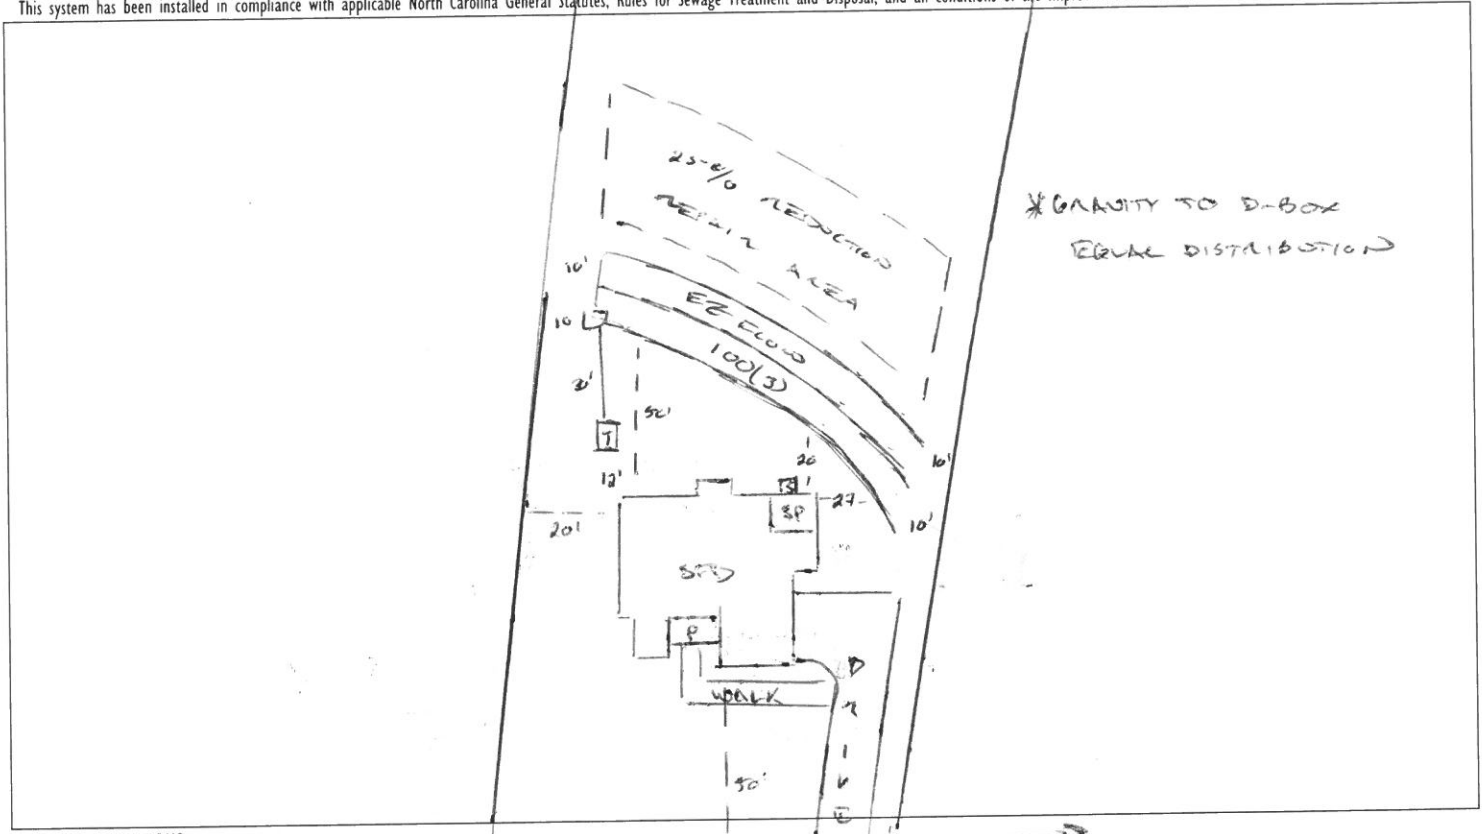 This system has been installed in compliance with applicable North Carolina General Statutes, Rules for Sewage Treatment and Disposal, and all conditions of the
25% REDUCTION
REPAIR AREA
* GRAVITY TO D-BOX
EQUAL DISTRIBUTION
10'
EZ FLOW
10
100(3)
50'
T
20
10'
12'
S
27
SP
10'
20'
SFD
P
WALK
DRIVE